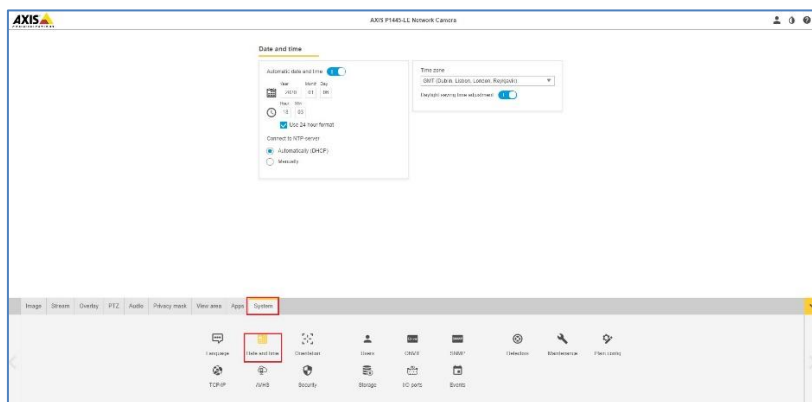 AXIS
COMMUNICATIONS
AXIS P1445-LE Network Camera
Date and time
Automatic date and time
Year Month Day
2019 01 08
Hour Min
Use 24-hour format
Connect to NTP server
Automatically (DHCP)
Manually
Time zone
GMT (Dublin, Lisbon, London, Reykjavik)
Daylight saving time adjustment
Image Stream Overlay PTZ Audio Privacy mask View area Apps System
Language Date and time Orientation Users ONVIF SNMP Detectors Maintenance Plain config
TCP/IP AVHS Security Storage I/O ports Events